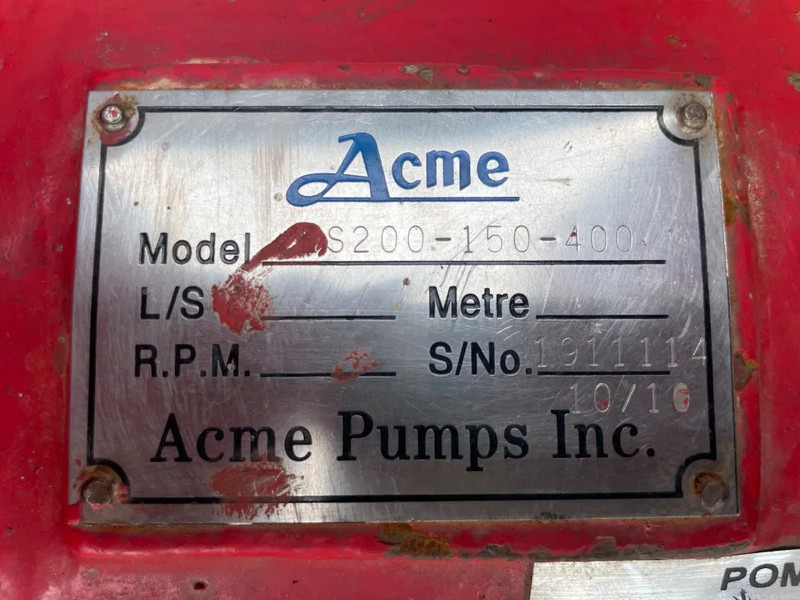 Acme
Model S200-150-400
L/S Metre
R.P.M. S/No. 1911114
10/10
Acme Pumps Inc.
POM